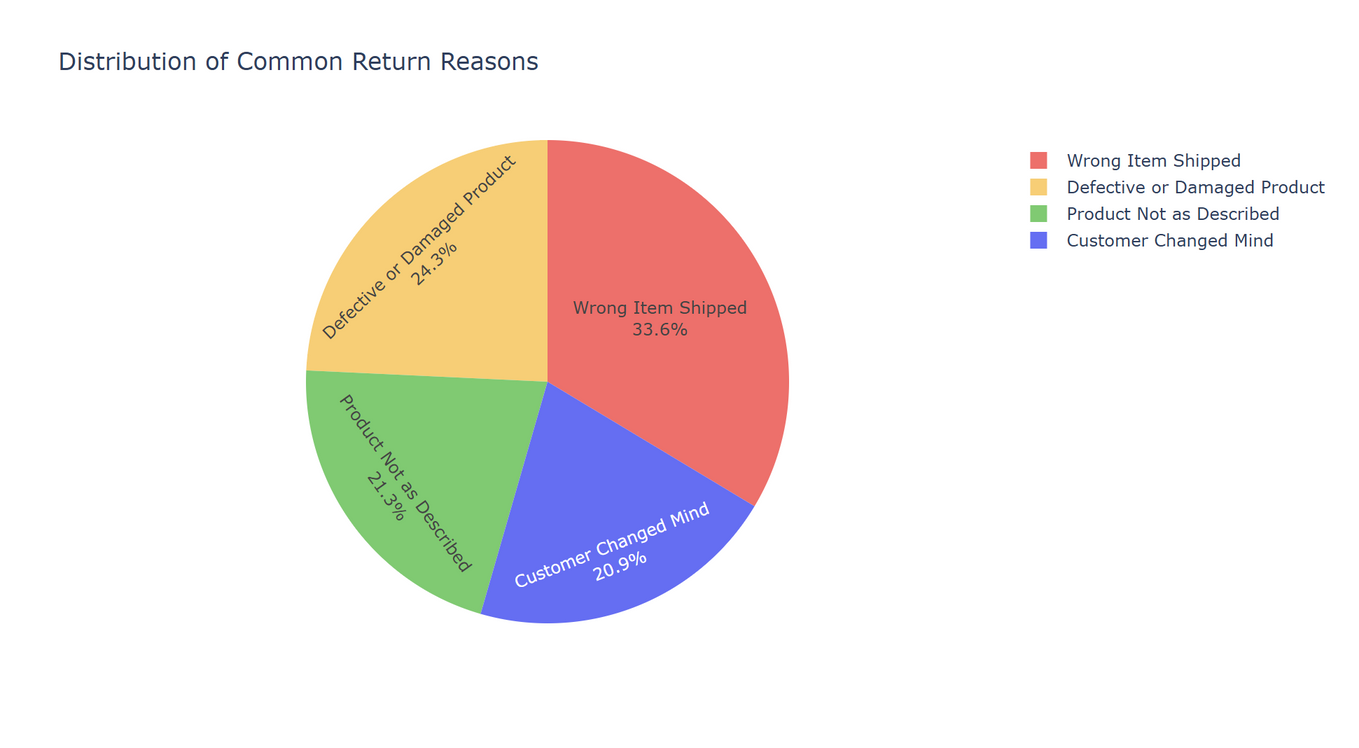 Distribution of Common Return Reasons
Defective or Damaged Product
24.3%
Wrong Item Shipped
33.6%
Product Not as Described
21.3%
Customer Changed Mind
20.9%
Wrong Item Shipped
Defective or Damaged Product
Product Not as Described
Customer Changed Mind